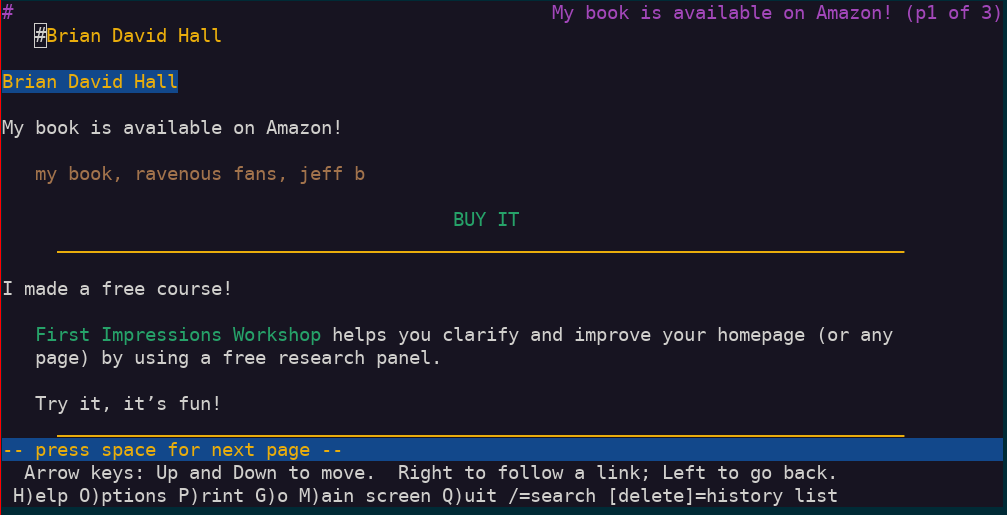 # My book is available on Amazon! (p1 of 3)
#Brian David Hall
Brian David Hall
My book is available on Amazon!
my book, ravenous fans, jeff b
BUY IT
I made a free course!
First Impressions Workshop helps you clarify and improve your homepage (or any
page) by using a free research panel.
Try it, it’s fun!
-- press space for next page --
Arrow keys: Up and Down to move.  Right to follow a link; Left to go back.
H)elp O)ptions P)rint G)o M)ain screen Q)uit /=search [delete]=history list